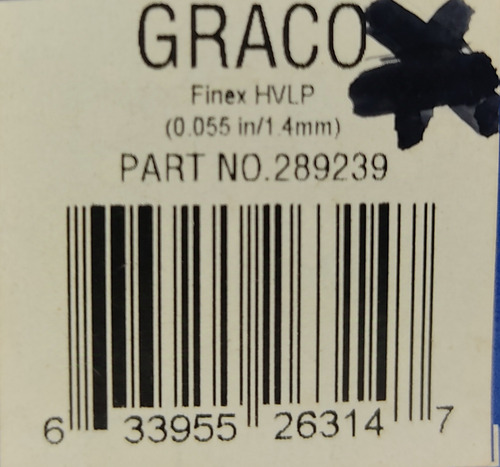 GRACO
Finex HVLP
(0.055 in/1.4mm)
PART NO.289239
6 33955 26314 7